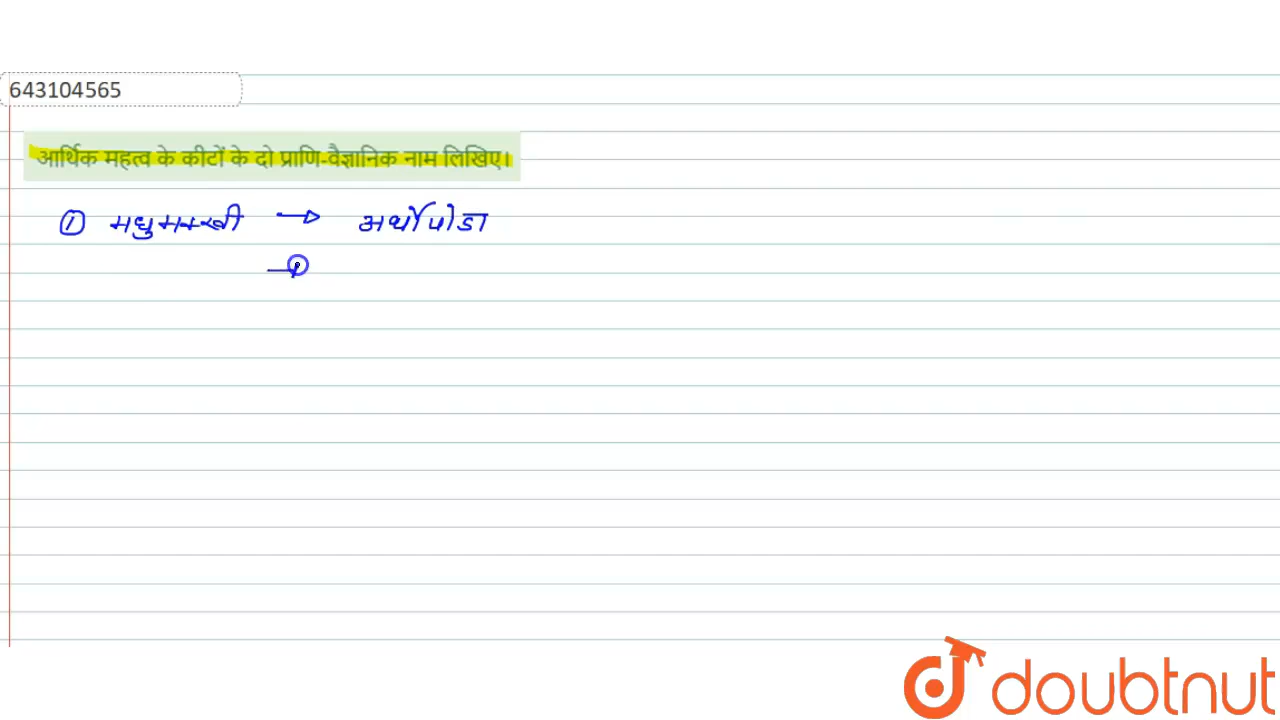 643104565
आर्थिक महत्व के कीटों के दो प्राणि-वैज्ञानिक नाम लिखिए।
① मधुमक्खी → अर्थोपोडा
→
doubtnut